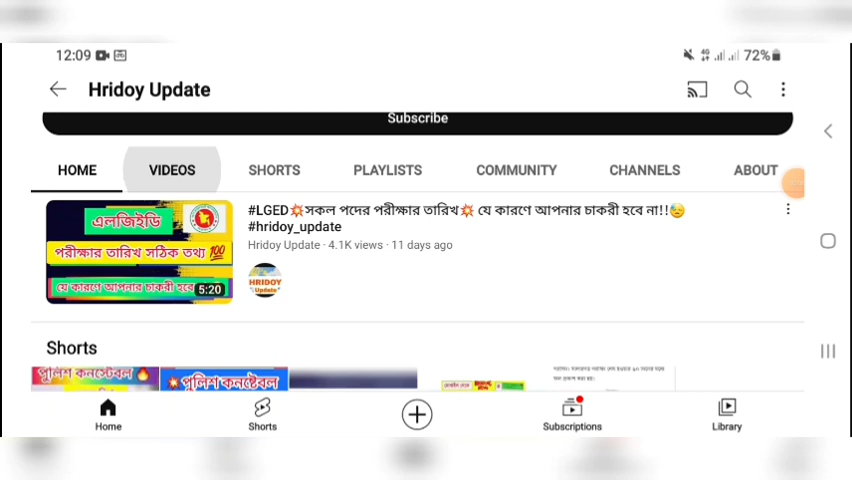 12:09 4G 72%
Hridoy Update
Subscribe
HOME VIDEOS SHORTS PLAYLISTS COMMUNITY CHANNELS ABOUT
এলজিইডি
পরীক্ষার তারিখ সঠিক তথ্য 💯
যে কারণে আপনার চাকরী হবে
5:20
#LGED💥সকল পদের পরীক্ষার তারিখ💥 যে কারণে আপনার চাকরী হবে না!!😓
#hridoy_update
Hridoy Update · 4.1K views · 11 days ago
HRIDOY
Update
Shorts
পুলিশ কনস্টেবল🔥
💥পুলিশ কনস্টেবল
Home Shorts Subscriptions Library